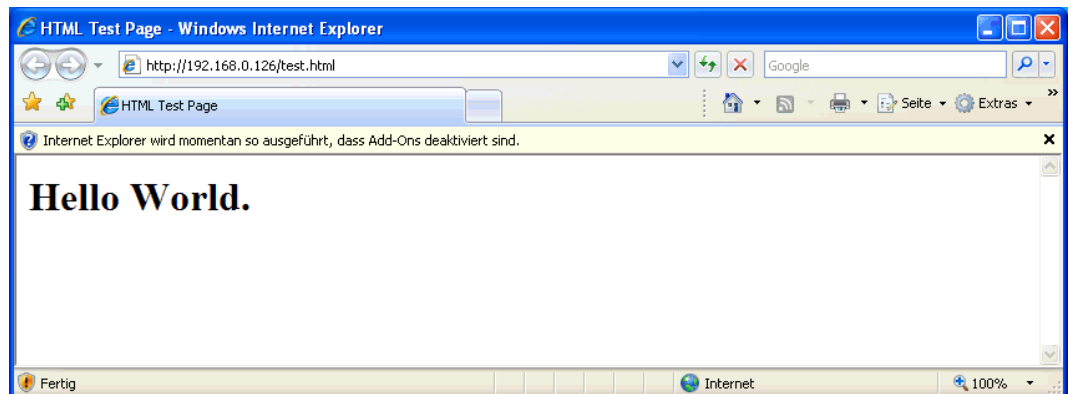 HTML Test Page - Windows Internet Explorer
http://192.168.0.126/test.html Google
HTML Test Page Seite Extras »
Internet Explorer wird momentan so ausgeführt, dass Add-Ons deaktiviert sind.
Hello World.
Fertig Internet 100%